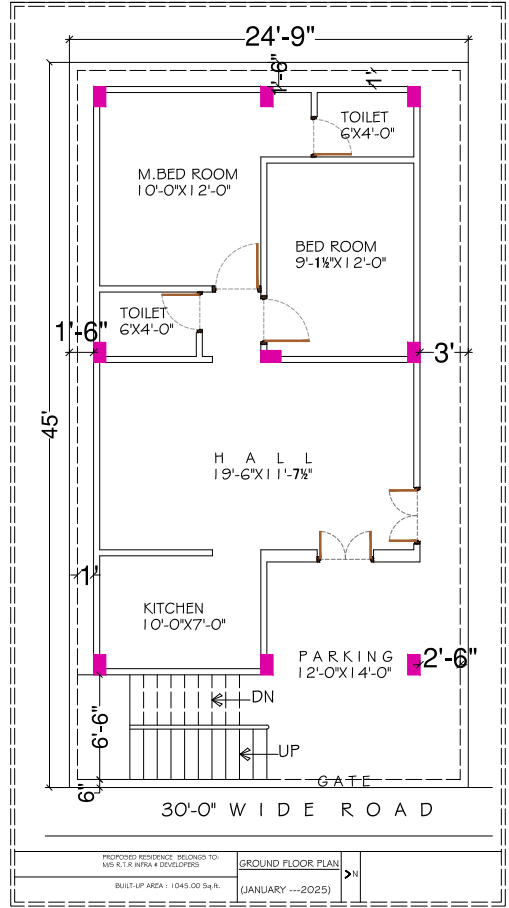 24'-9"
1'-6"
1'
TOILET
6'X4'-0"
M.BED ROOM
10'-0"X12'-0"
BED ROOM
9'-1½"X12'-0"
TOILET
6'X4'-0"
1'-6"
3'
45'
H A L L
19'-6"X11'-7½"
1'
KITCHEN
10'-0"X7'-0"
PARKING
12'-0"X14'-0"
2'-6"
DN
6'-6"
UP
GATE
6"
30'-0" WIDE ROAD
PROPOSED RESIDENCE BELONGS TO:
M/S R.T.R INFRA & DEVELOPERS
BUILT-UP AREA : 1045.00 Sq.ft.
GROUND FLOOR PLAN
(JANUARY ---2025)
N